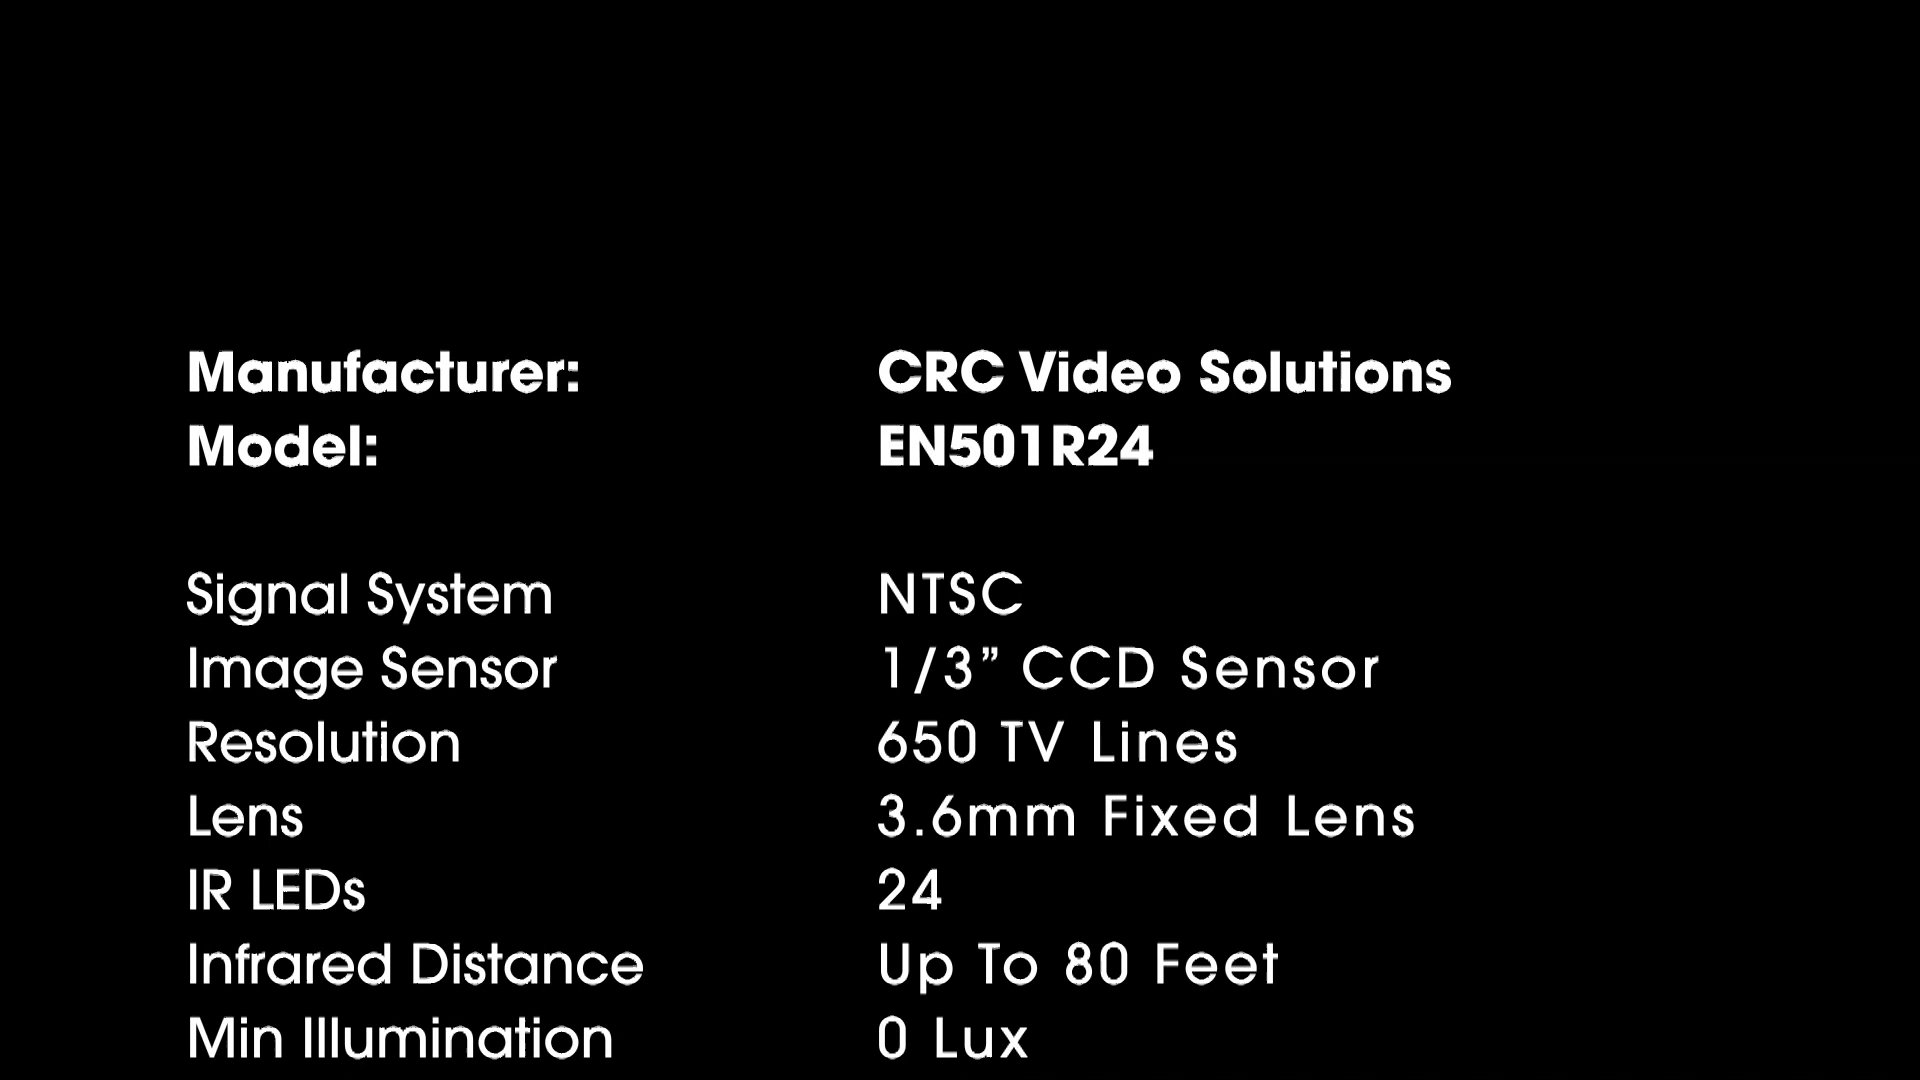 Manufacturer: CRC Video Solutions
Model: EN501R24
Signal System NTSC
Image Sensor 1/3” CCD Sensor
Resolution 650 TV Lines
Lens 3.6mm Fixed Lens
IR LEDs 24
Infrared Distance Up To 80 Feet
Min Illumination 0 Lux